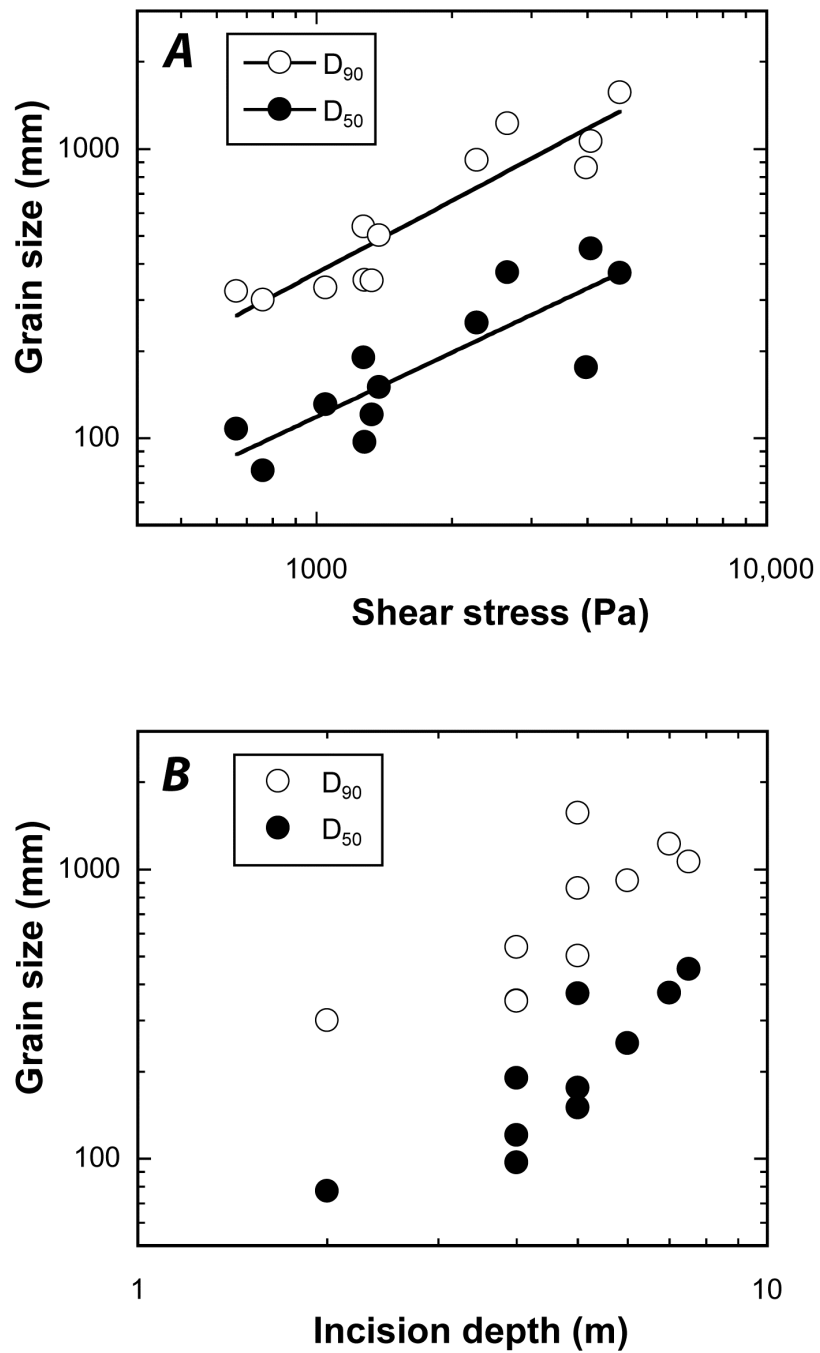 A
D90
D50
1000
100
Grain size (mm)
1000
10,000
Shear stress (Pa)
B
D90
D50
1000
100
Grain size (mm)
1
10
Incision depth (m)